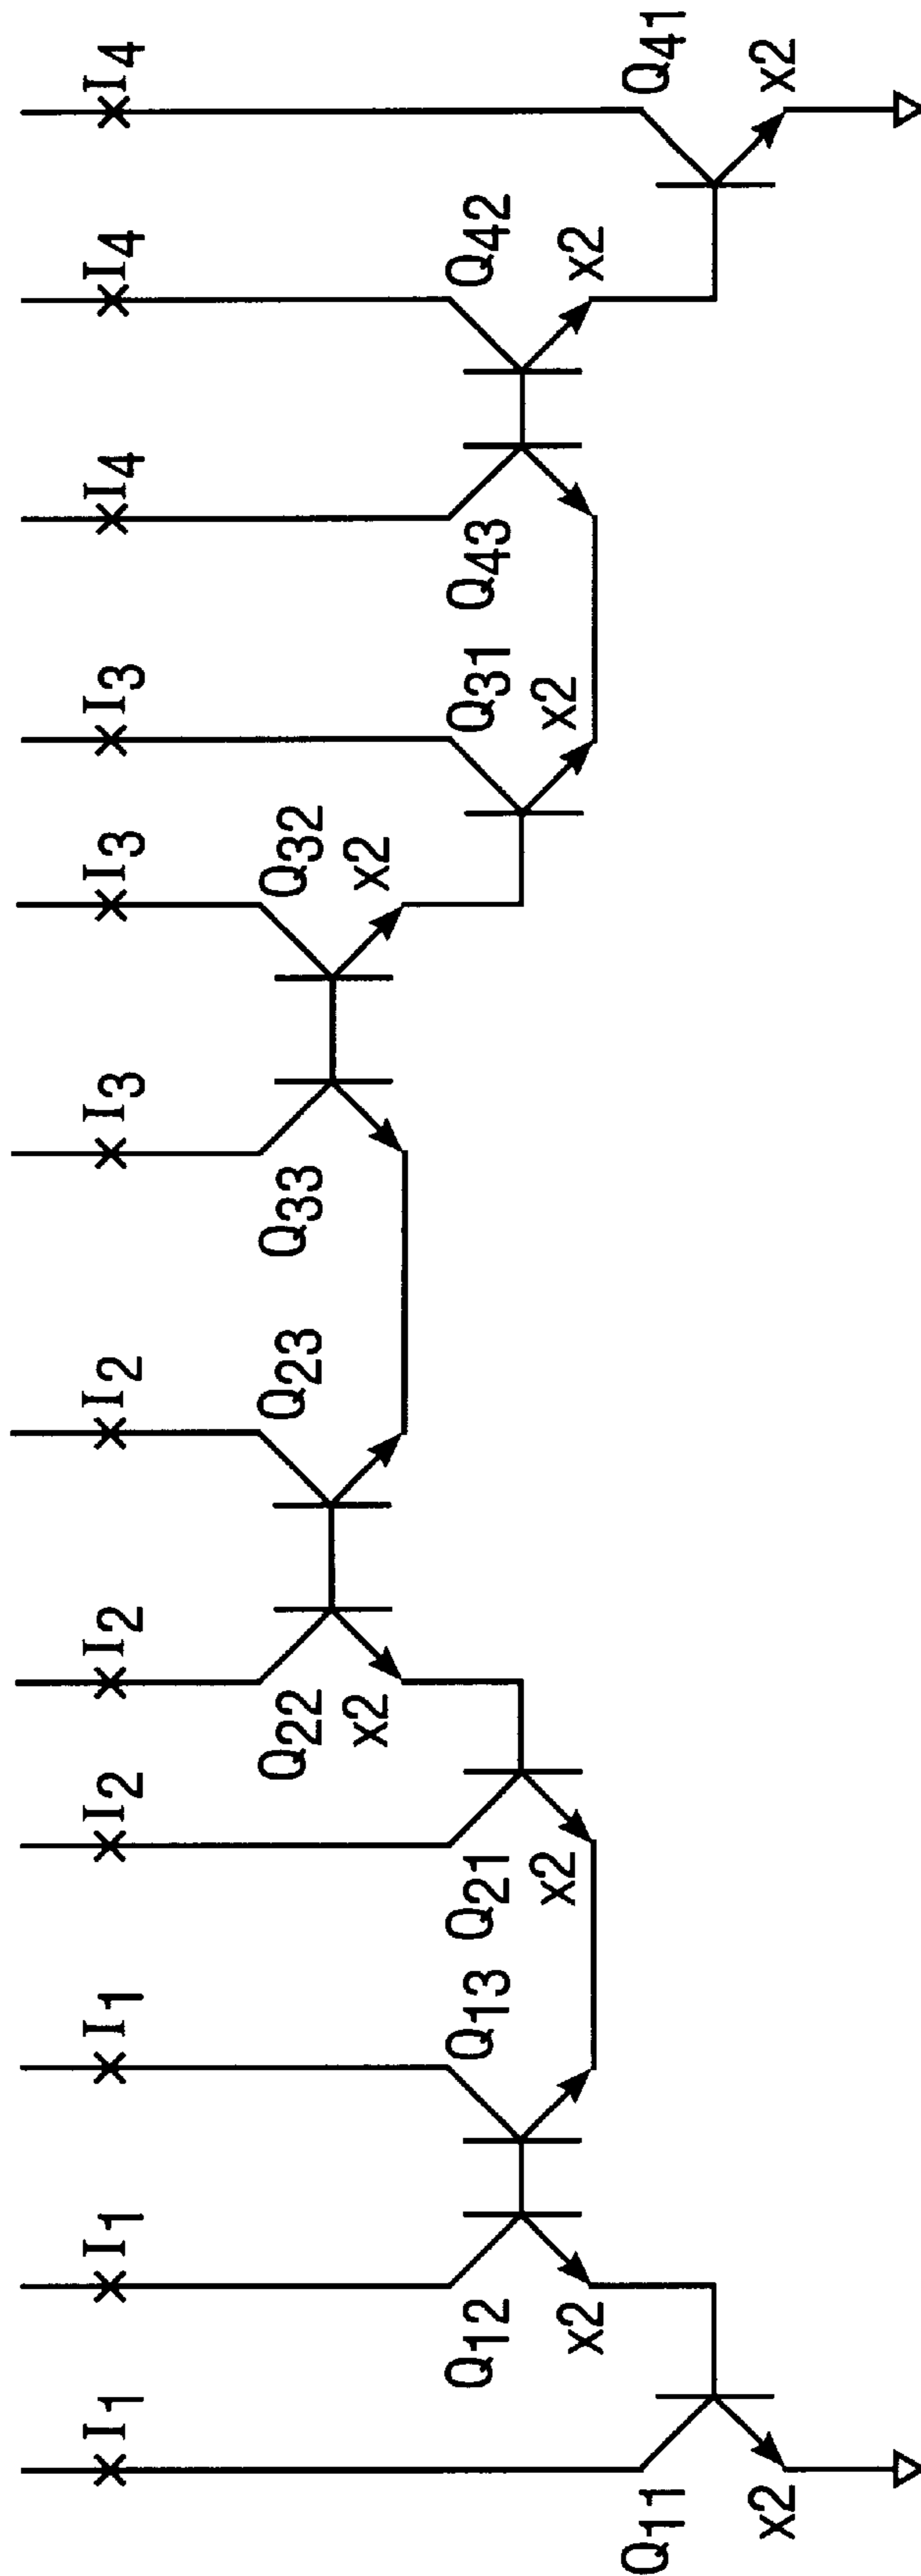 I1 I1 I1 I2 I2 I2 I3 I3 I3 I4 I4 I4
Q22 Q23 Q33 Q32
x2 x2
Q12 Q13 Q21 Q31 Q43 Q42
x2 x2 x2 x2
Q11 Q41
x2 x2